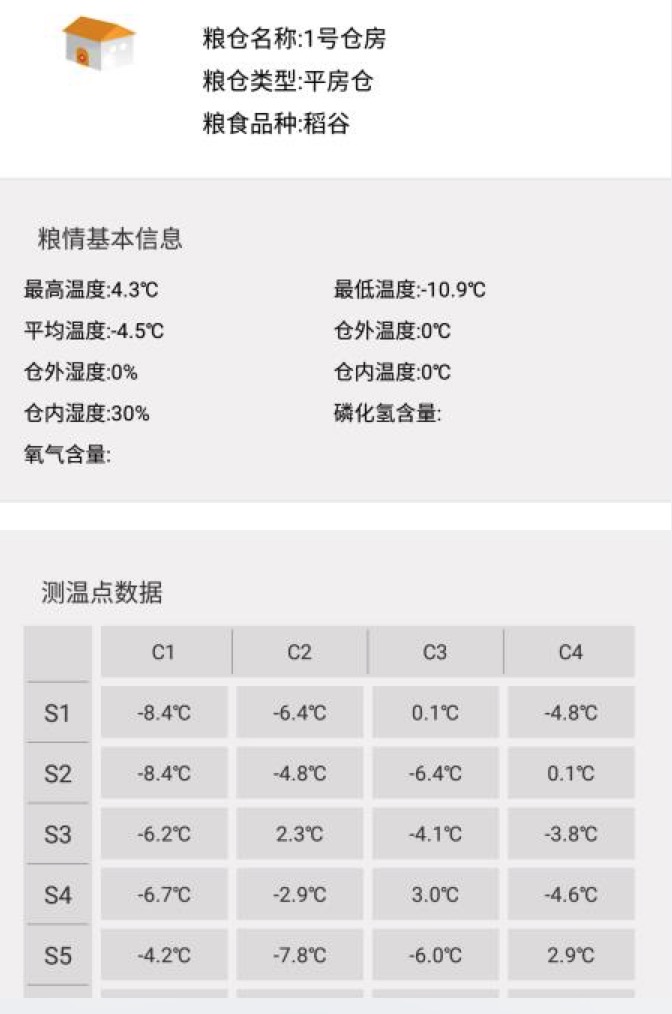 粮仓名称:1号仓房
粮仓类型:平房仓
粮食品种:稻谷
粮情基本信息
最高温度:4.3℃ 最低温度:-10.9℃
平均温度:-4.5℃ 仓外温度:0℃
仓外湿度:0% 仓内温度:0℃
仓内湿度:30% 磷化氢含量:
氧气含量:
测温点数据
C1 C2 C3 C4
S1 -8.4℃ -6.4℃ 0.1℃ -4.8℃
S2 -8.4℃ -4.8℃ -6.4℃ 0.1℃
S3 -6.2℃ 2.3℃ -4.1℃ -3.8℃
S4 -6.7℃ -2.9℃ 3.0℃ -4.6℃
S5 -4.2℃ -7.8℃ -6.0℃ 2.9℃